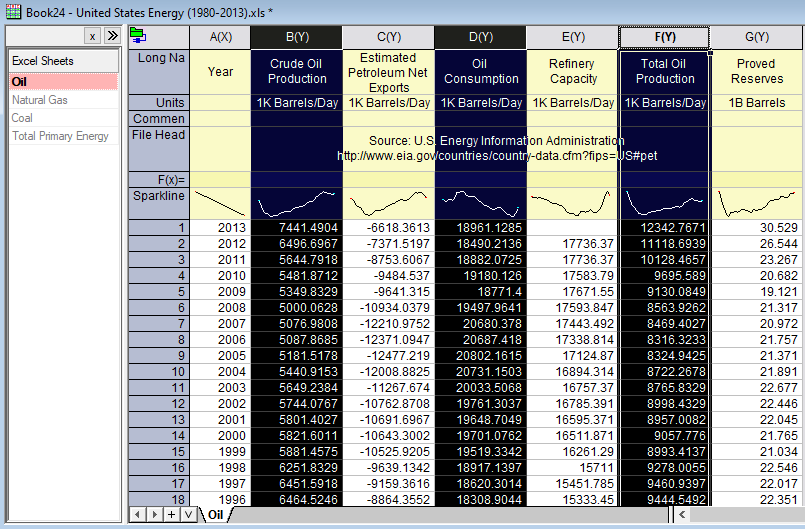 Book24 - United States Energy (1980-2013).xls *
x »
Excel Sheets
Oil
Natural Gas
Coal
Total Primary Energy
A(X) B(Y) C(Y) D(Y) E(Y) F(Y) G(Y)
Long Na Year Crude Oil Production Estimated Petroleum Net Exports Oil Consumption Refinery Capacity Total Oil Production Proved Reserves
Units 1K Barrels/Day 1K Barrels/Day 1K Barrels/Day 1K Barrels/Day 1K Barrels/Day 1B Barrels
Commen
File Head Source: U.S. Energy Information Administration
http://www.eia.gov/countries/country-data.cfm?fips=US#pet
F(x)=
Sparkline
1 2013 7441.4904 -6618.3613 18961.1285 12342.7671 30.529
2 2012 6496.6967 -7371.5197 18490.2136 17736.37 11118.6939 26.544
3 2011 5644.7918 -8753.6067 18882.0725 17736.37 10128.4657 23.267
4 2010 5481.8712 -9484.537 19180.126 17583.79 9695.589 20.682
5 2009 5349.8339 -9641.315 18771.4 17671.55 9130.0849 19.121
6 2008 5000.0628 -10934.0379 19497.9641 17593.847 8563.9262 21.317
7 2007 5076.9808 -12210.9752 20680.378 17443.492 8469.4027 20.972
8 2006 5087.8685 -12371.0947 20687.418 17338.814 8316.3233 21.757
9 2005 5181.5178 -12477.219 20802.1615 17124.87 8324.9425 21.371
10 2004 5440.9153 -12008.8825 20731.1503 16894.314 8722.2678 21.891
11 2003 5649.2384 -11267.674 20033.5068 16757.37 8765.8329 22.677
12 2002 5744.0767 -10762.8708 19761.3037 16785.391 8998.4329 22.446
13 2001 5801.4027 -10691.6967 19648.7049 16595.371 8957.0082 22.045
14 2000 5821.6011 -10643.3002 19701.0762 16511.871 9057.776 21.765
15 1999 5881.4575 -10525.9205 19519.3342 16261.29 8993.4137 21.034
16 1998 6251.8329 -9639.1342 18917.1397 15711 9278.0055 22.546
17 1997 6451.5918 -9159.3616 18620.3014 15451.785 9460.9397 22.017
18 1996 6464.5246 -8864.3552 18308.9044 15333.45 9444.5492 22.351
Oil